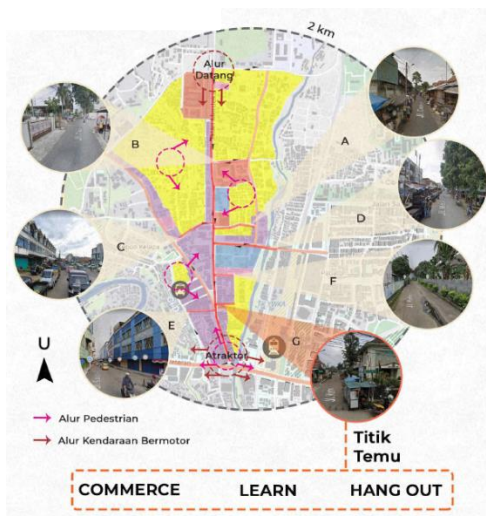 2 km
Alur
Datang
A
B
D
C
F
E
G
Atraktor
U
Alur Pedestrian
Alur Kendaraan Bermotor
Titik
Temu
COMMERCE LEARN HANG OUT